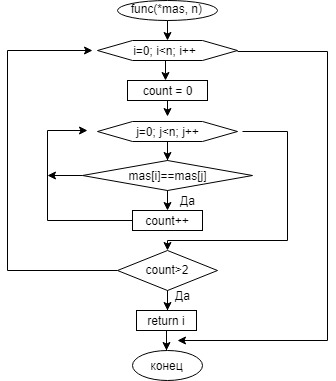 func(*mas, n)
i=0; i<n; i++
count = 0
j=0; j<n; j++
mas[i]==mas[j]
Да
count++
count>2
Да
return i
конец